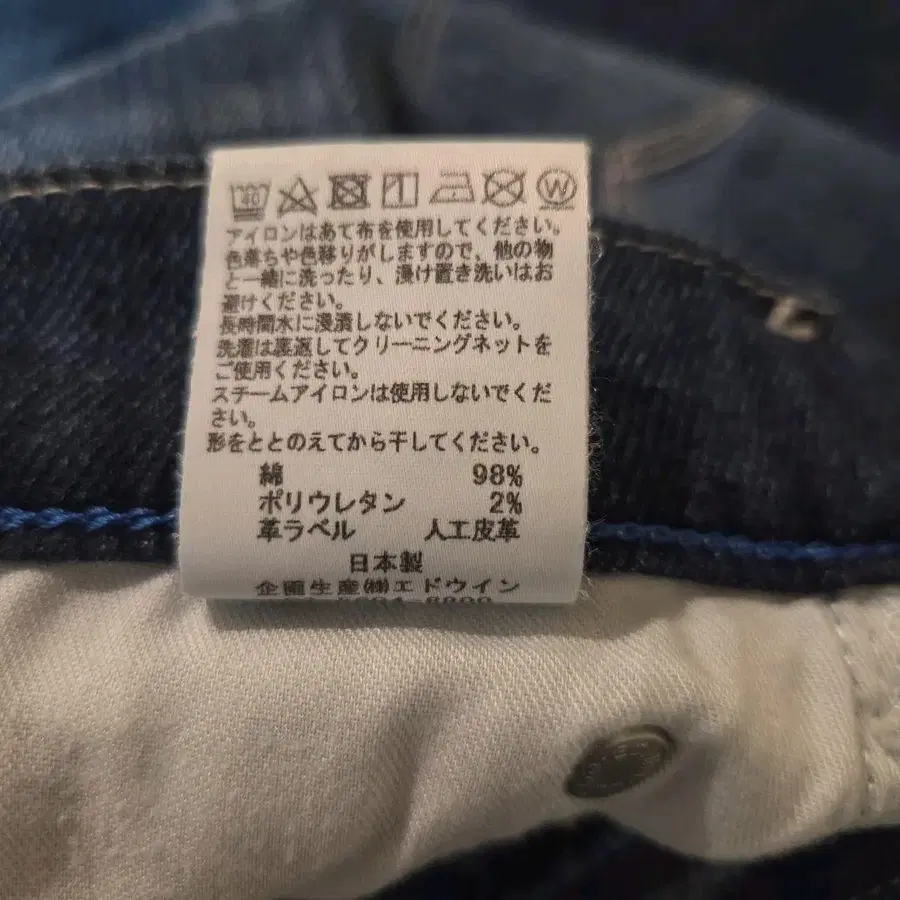 40 W
アイロンはあて布を使用してください。
色落ちや色移りがしますので、他の物
と一緒に洗ったり、浸け置き洗いはお
避けください。
長時間水に浸漬しないでください。
洗濯は裏返してクリーニングネットを
ご使用ください。
スチームアイロンは使用しないでくだ
さい。
形をととのえてから干してください。
綿 98%
ポリウレタン 2%
革ラベル 人工皮革
日本製
企画生産㈱エドウイン